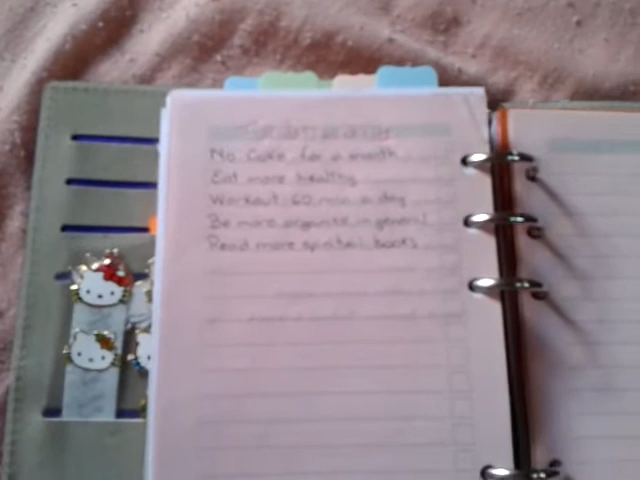 No Coke for a month
Eat more healthy
Workout 60 min a day
Be more organize in general
Read more spiritual books